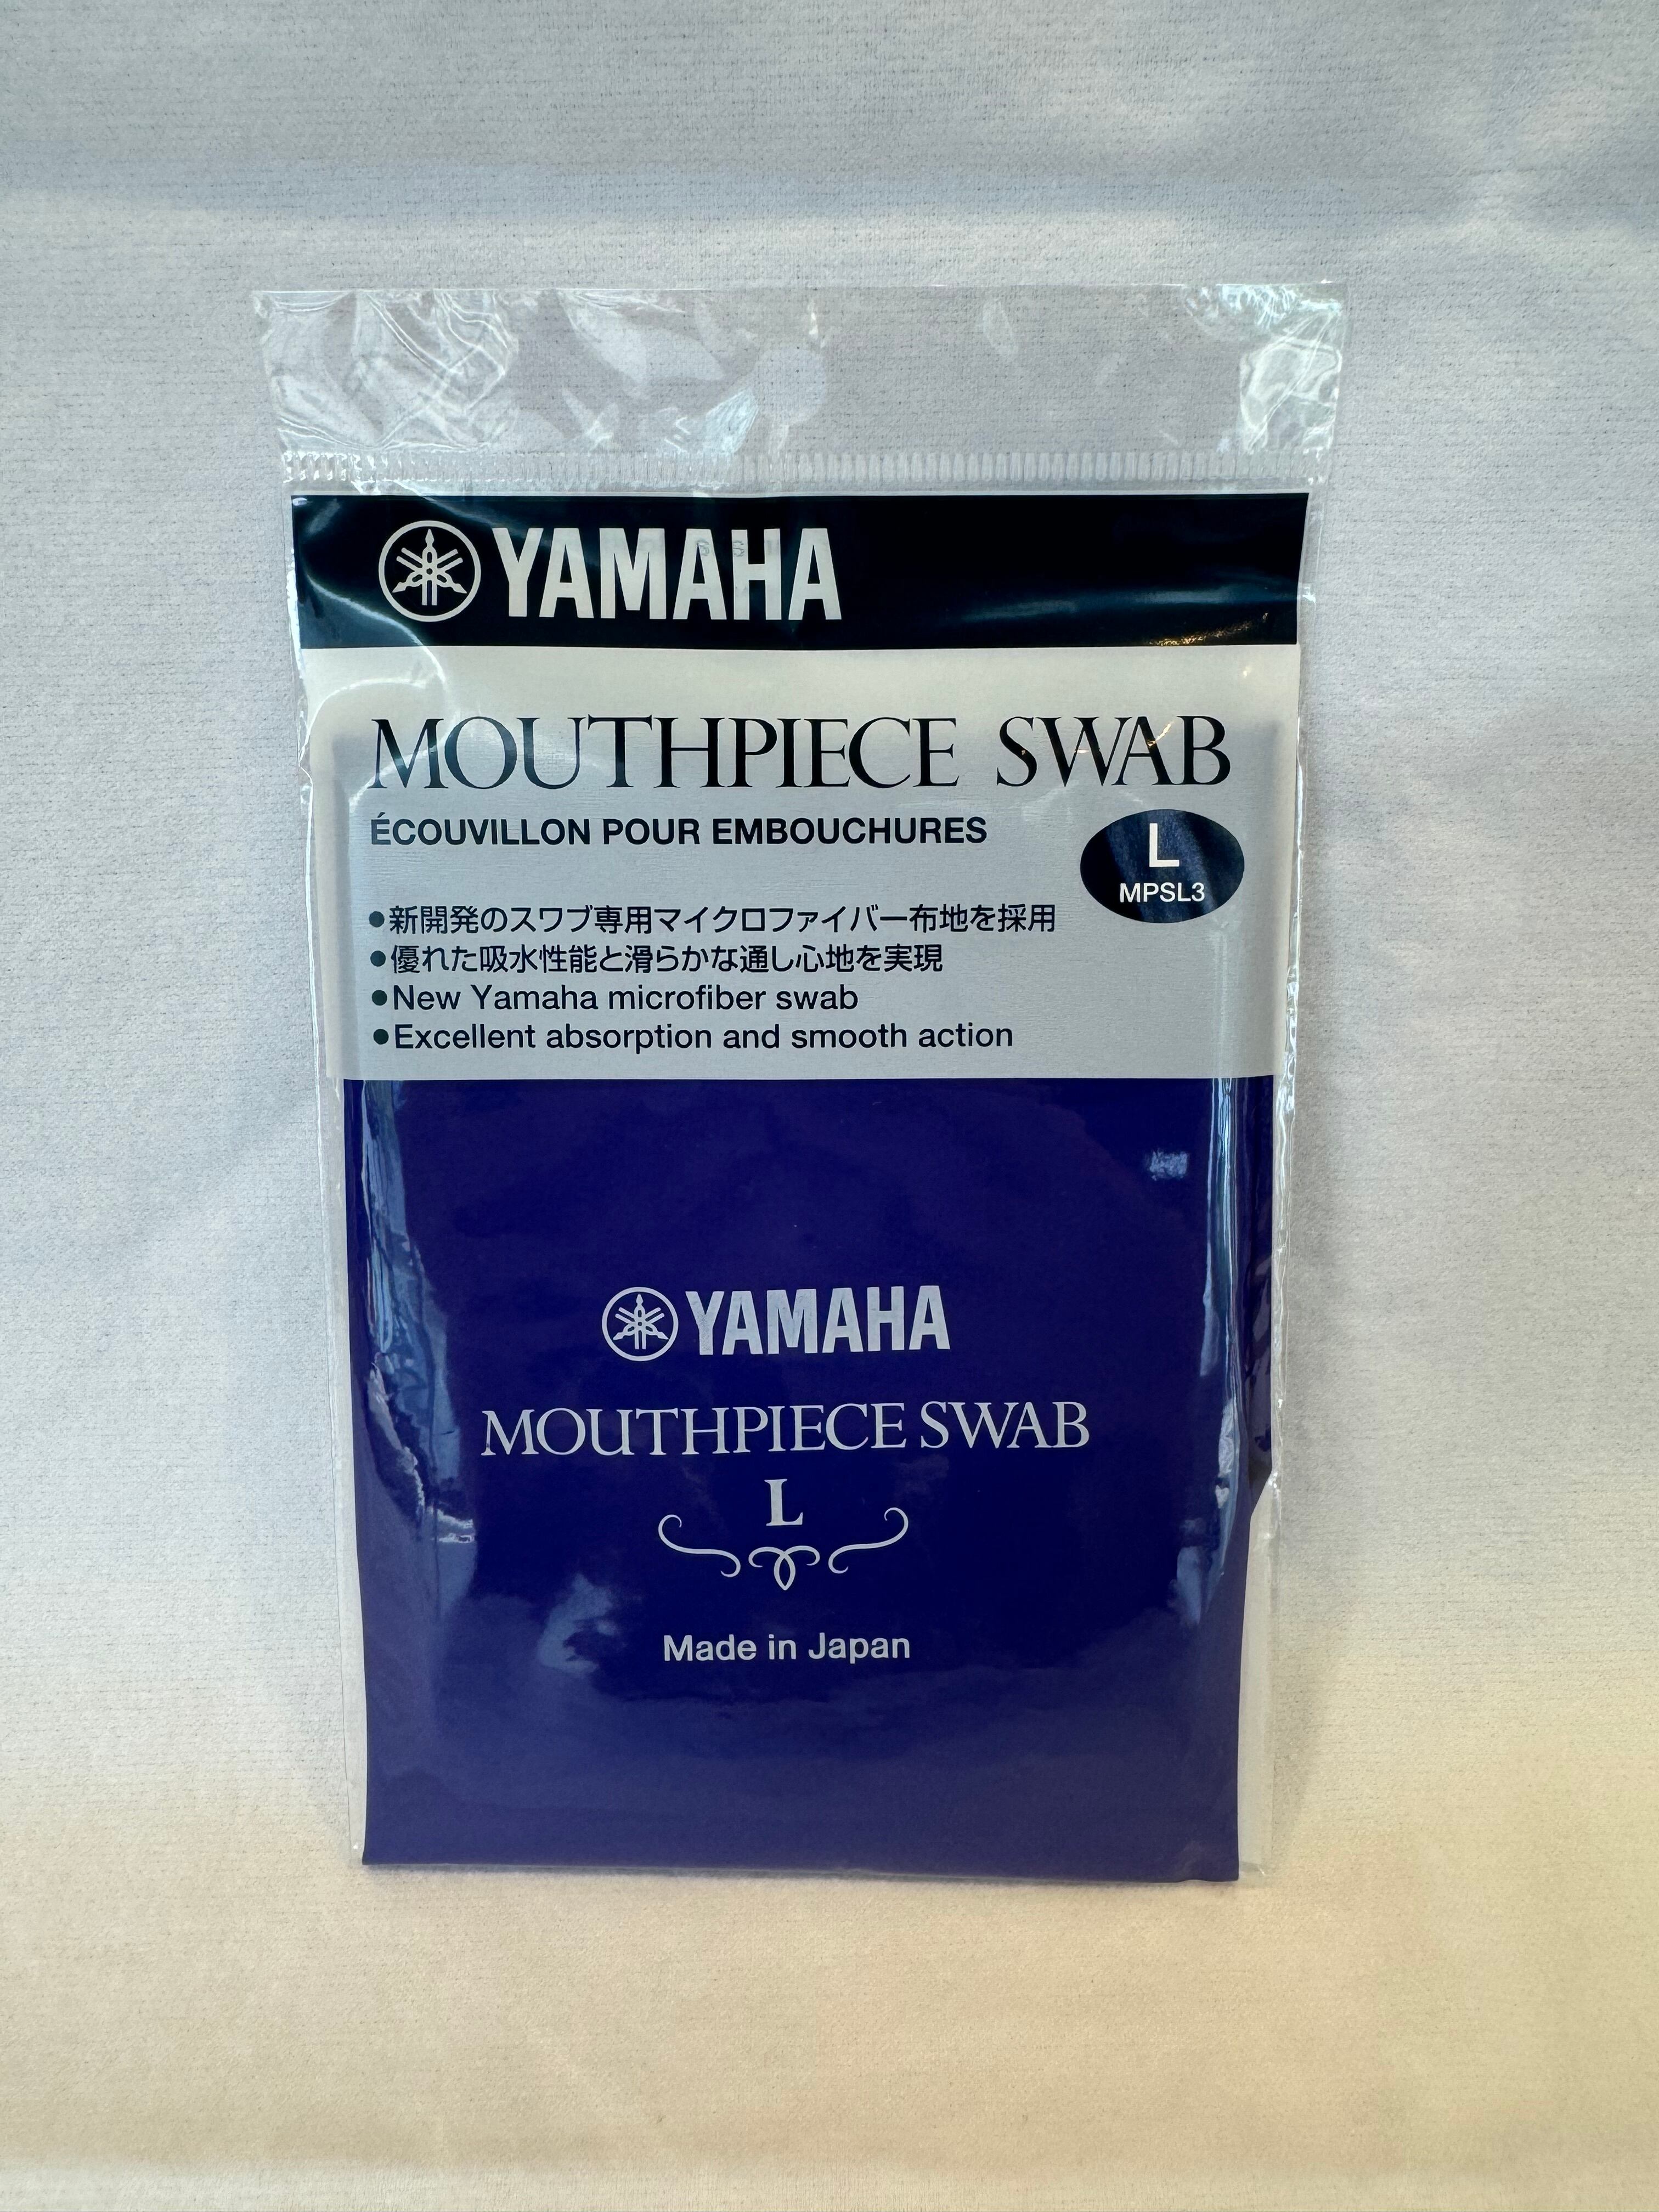 YAMAHA
MOUTHPIECE SWAB
ÉCOUVILLON POUR EMBOUCHURES
L
MPSL3
●新開発のスワブ専用マイクロファイバー布地を採用
●優れた吸水性能と滑らかな通し心地を実現
●New Yamaha microfiber swab
●Excellent absorption and smooth action
YAMAHA
MOUTHPIECE SWAB
L
Made in Japan